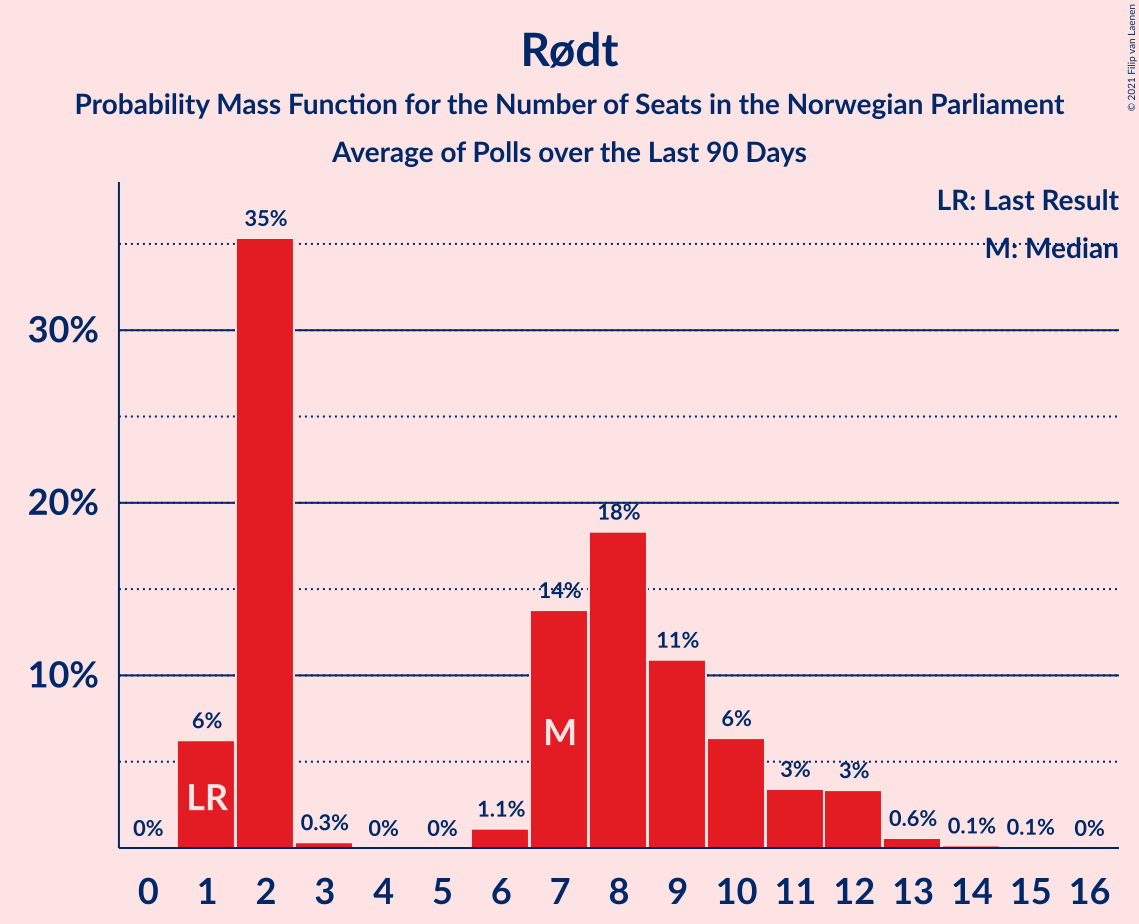 Rødt
Probability Mass Function for the Number of Seats in the Norwegian Parliament
Average of Polls over the Last 90 Days
© 2021 Filip van Laenen
LR: Last Result
M: Median
35%
30%
20%
18%
14%
11%
10%
6%
6%
3%
3%
1.1%
0.3%
0.6%
0.1%
0.1%
0%
0%
0%
0%
LR
M
0 1 2 3 4 5 6 7 8 9 10 11 12 13 14 15 16